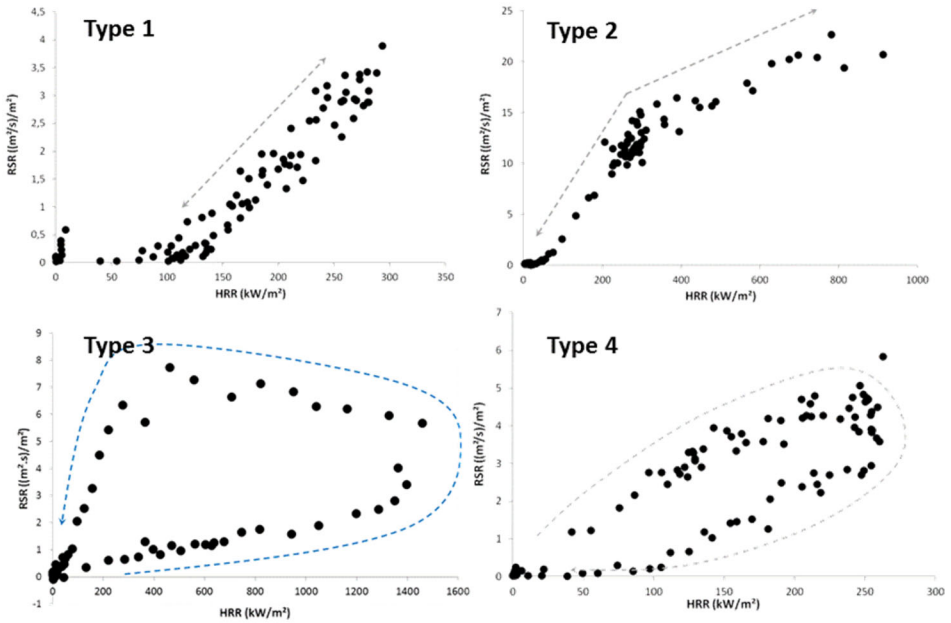 Type 1
RSR ((m²/s)/m²)
4,5
4
3,5
3
2,5
2
1,5
1
0,5
0
0 50 100 150 200 250 300 350
HRR (kW/m²)
Type 2
RSR ((m²/s)/m²)
25
20
15
10
5
0
0 200 400 600 800 1000
HRR (kW/m²)
Type 3
RSR ((m².s)/m²)
9
8
7
6
5
4
3
2
1
0
-1
0 200 400 600 800 1000 1200 1400 1600
HRR (kW/m²)
Type 4
RSR ((m²/s)/m²)
7
6
5
4
3
2
1
0
0 50 100 150 200 250 300
HRR (kW/m²)